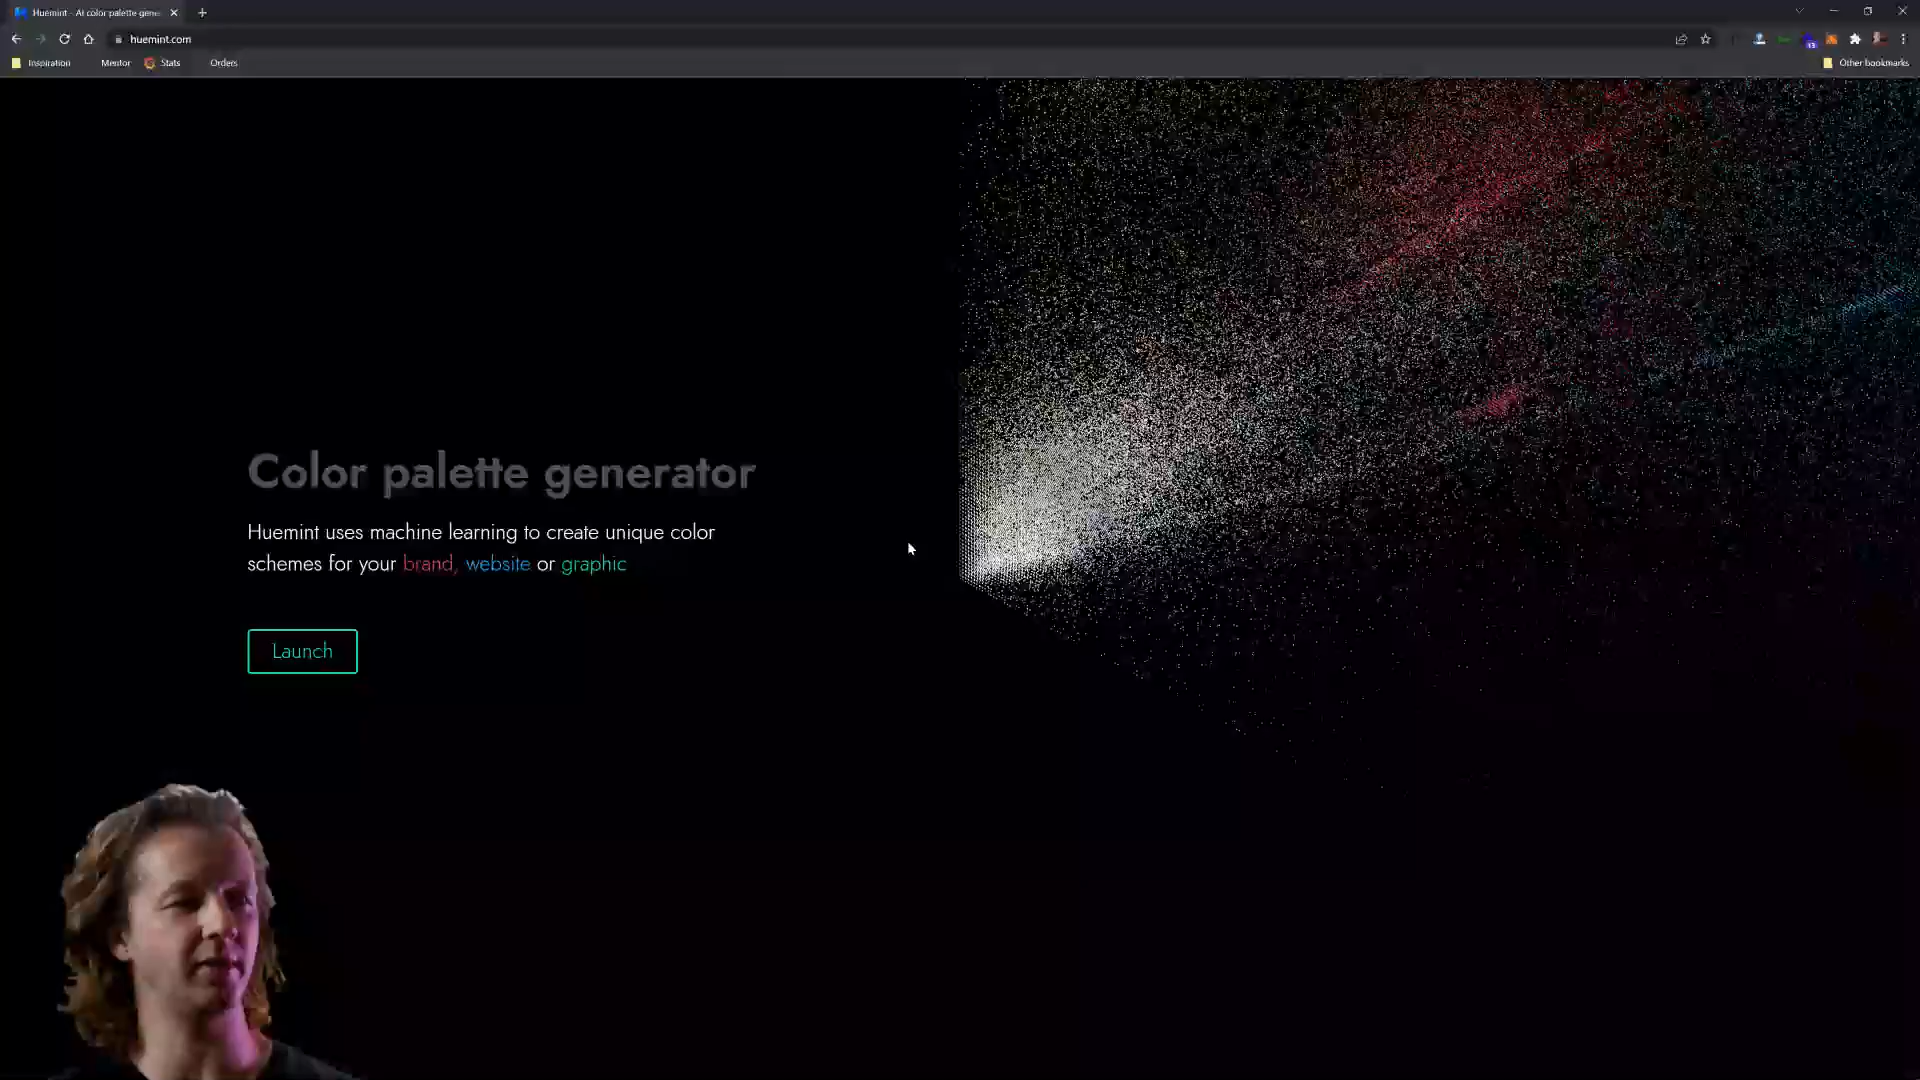 Huemint - AI color palette gene
huemint.com
Inspiration
Mentor
Stats
Orders
13
Other bookmarks
Color palette generator
Huemint uses machine learning to create unique color
schemes for your brand, website or graphic
Launch